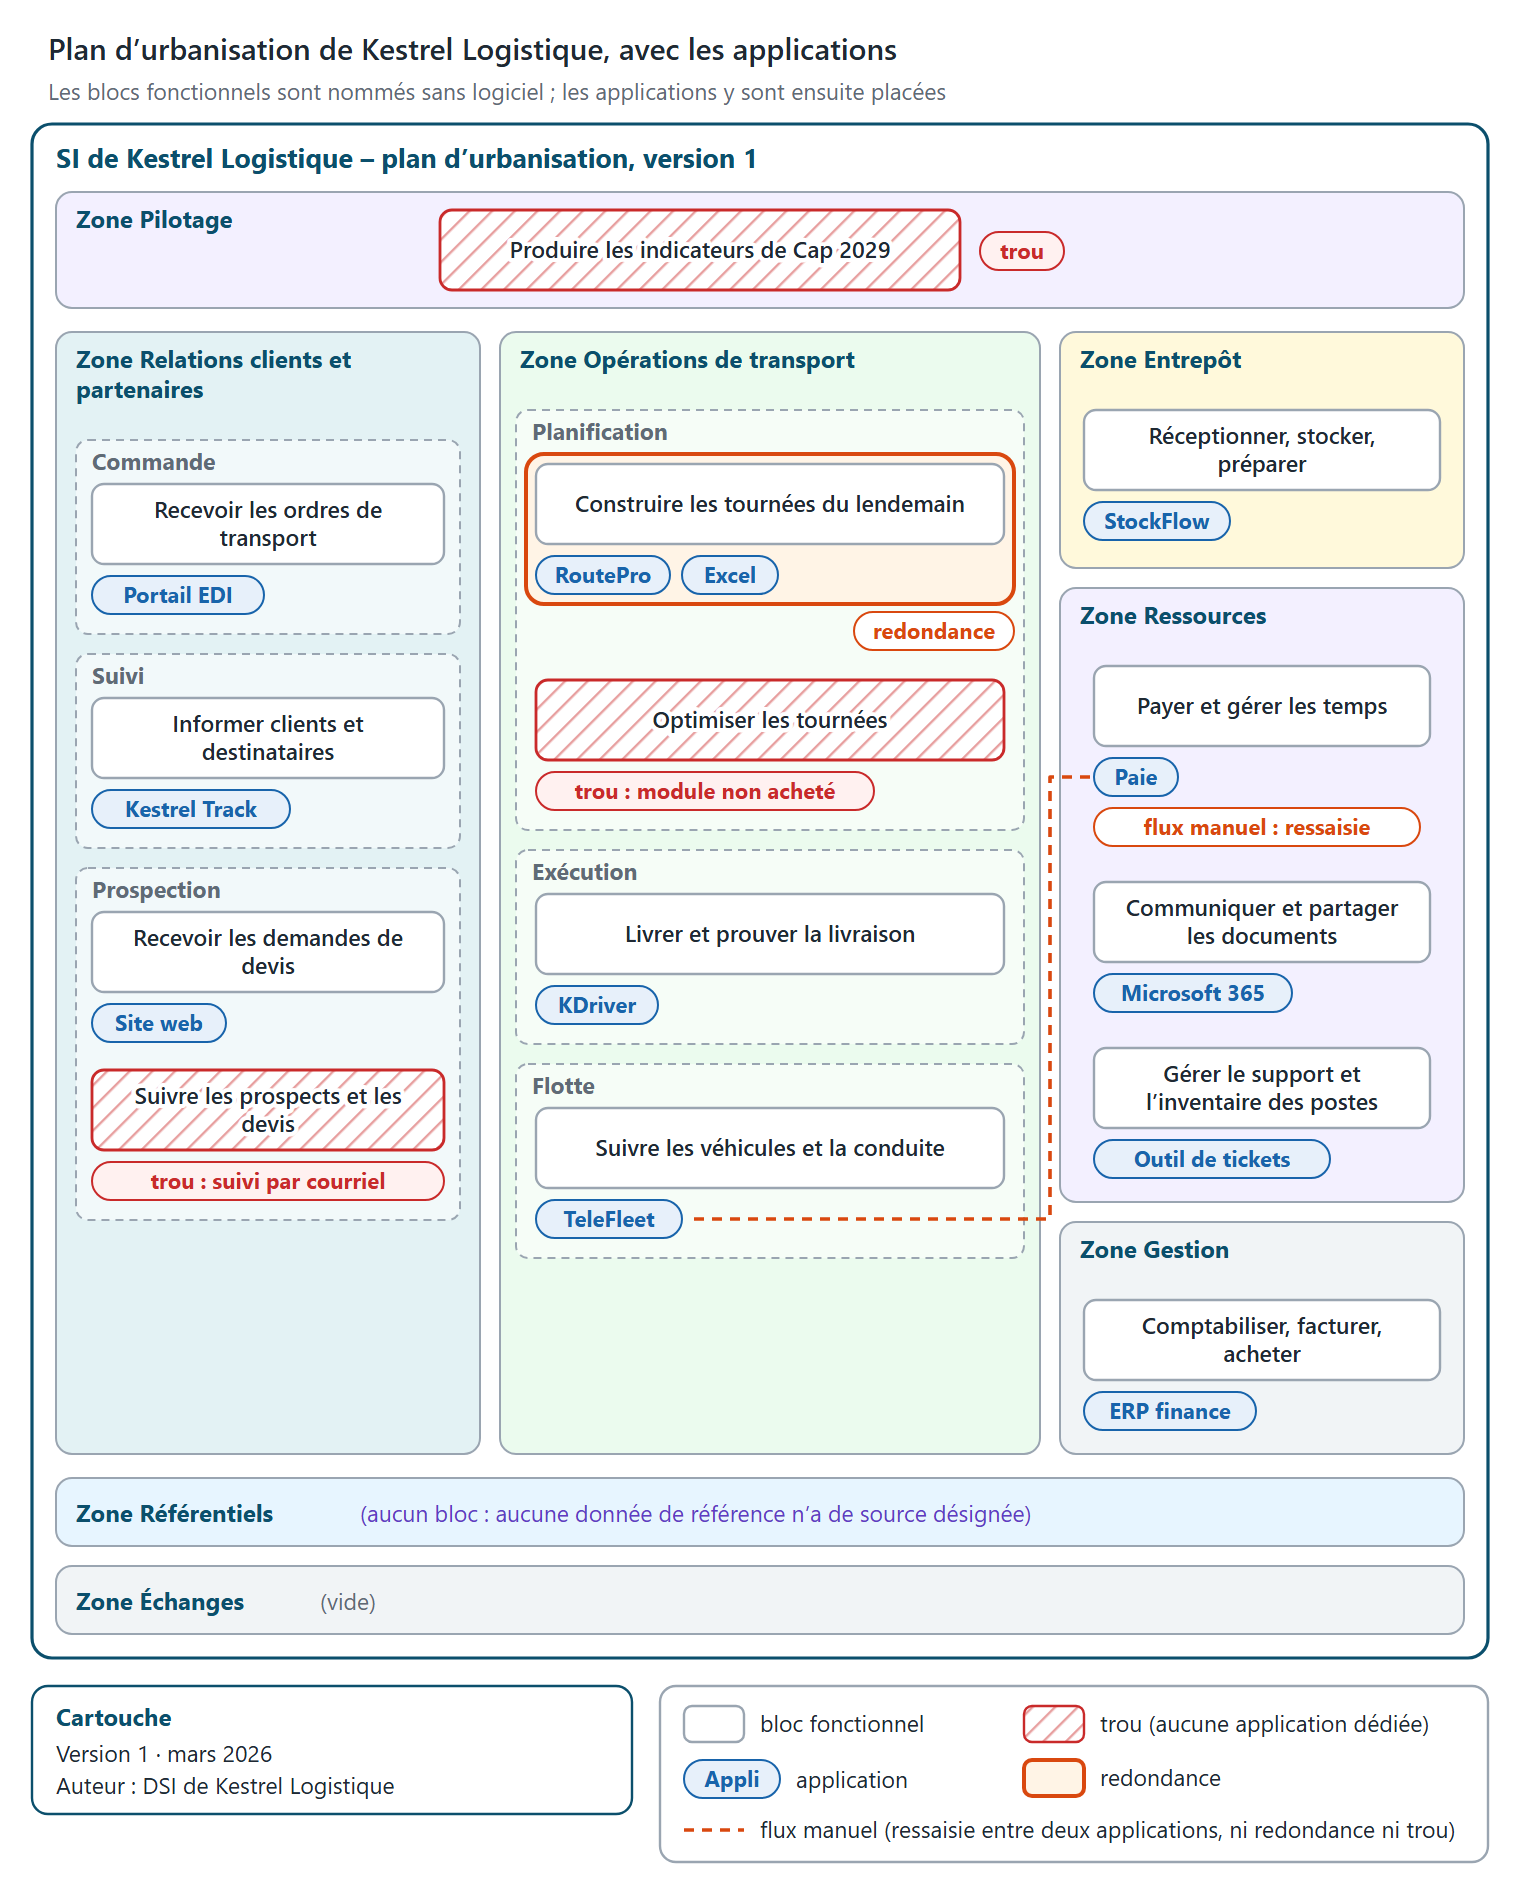 Plan d’urbanisation de Kestrel Logistique, avec les applications
Les blocs fonctionnels sont nommés sans logiciel ; les applications y sont ensuite placées
SI de Kestrel Logistique – plan d’urbanisation, version 1
Zone Pilotage
Produire les indicateurs de Cap 2029
trou
Zone Relations clients et
partenaires
Commande
Recevoir les ordres de
transport
Portail EDI
Suivi
Informer clients et
destinataires
Kestrel Track
Prospection
Recevoir les demandes de
devis
Site web
Suivre les prospects et les
devis
trou : suivi par courriel
Zone Opérations de transport
Planification
Construire les tournées du lendemain
RoutePro
Excel
redondance
Optimiser les tournées
trou : module non acheté
Exécution
Livrer et prouver la livraison
KDriver
Flotte
Suivre les véhicules et la conduite
TeleFleet
Zone Entrepôt
Réceptionner, stocker,
préparer
StockFlow
Zone Ressources
Payer et gérer les temps
Paie
flux manuel : ressaisie
Communiquer et partager
les documents
Microsoft 365
Gérer le support et
l’inventaire des postes
Outil de tickets
Zone Gestion
Comptabiliser, facturer,
acheter
ERP finance
Zone Référentiels
(aucun bloc : aucune donnée de référence n’a de source désignée)
Zone Échanges
(vide)
Cartouche
Version 1 · mars 2026
Auteur : DSI de Kestrel Logistique
bloc fonctionnel
trou (aucune application dédiée)
Appli
application
redondance
flux manuel (ressaisie entre deux applications, ni redondance ni trou)